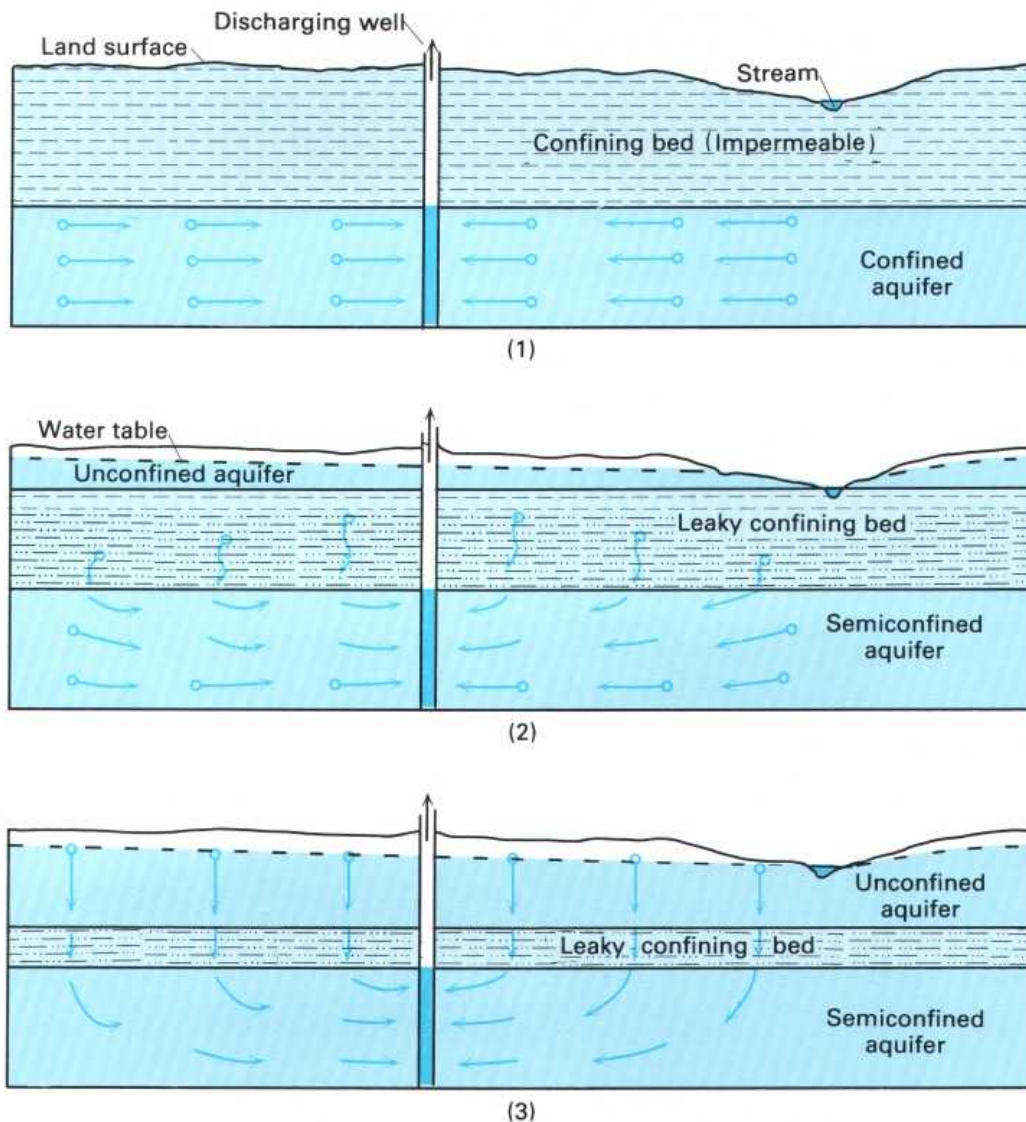 Discharging well
Land surface
Stream
Confining bed (Impermeable)
Confined
aquifer
(1)
Water table
Unconfined aquifer
Leaky confining bed
Semiconfined
aquifer
(2)
Unconfined
aquifer
Leaky confining bed
Semiconfined
aquifer
(3)